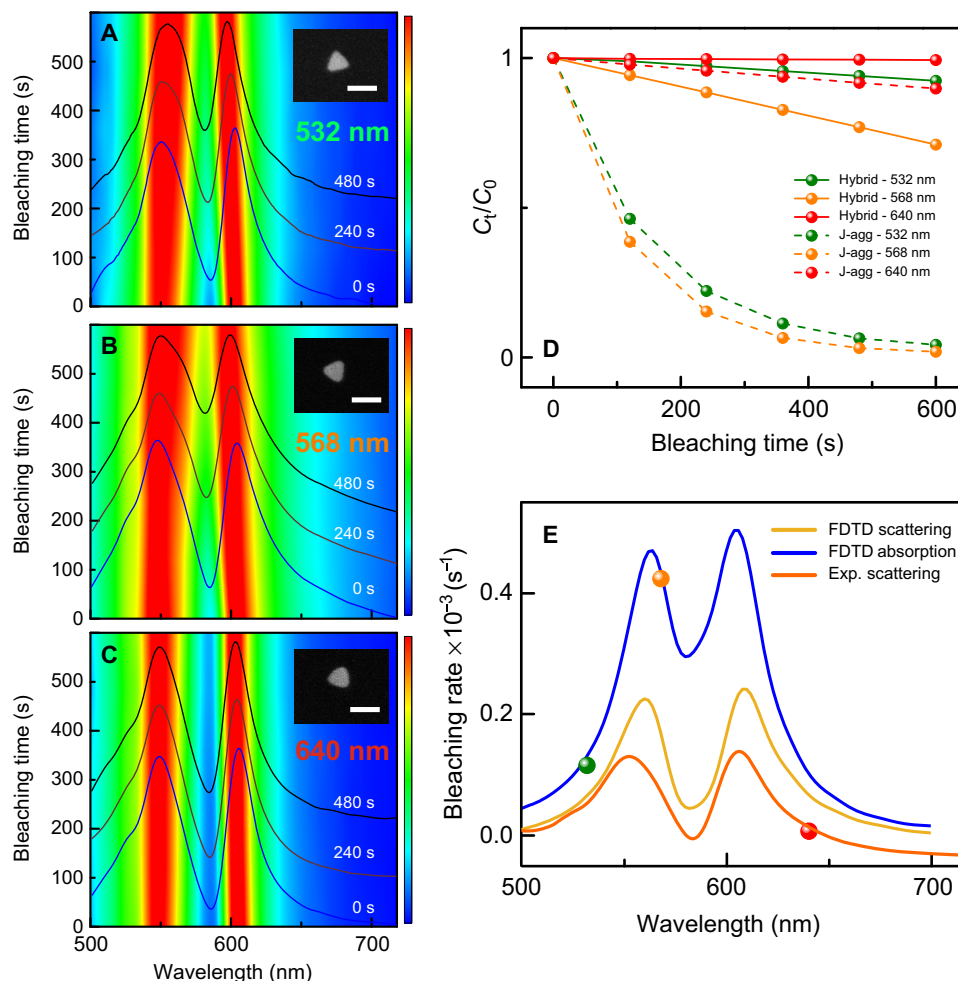 A
532 nm
480 s
240 s
0 s
Bleaching time (s)
500
400
300
200
100
0
B
568 nm
480 s
240 s
0 s
Bleaching time (s)
500
400
300
200
100
0
C
640 nm
480 s
240 s
0 s
Bleaching time (s)
500
400
300
200
100
0
500 600 700
Wavelength (nm)
D
Ct/C0
1
0
Hybrid - 532 nm
Hybrid - 568 nm
Hybrid - 640 nm
J-agg - 532 nm
J-agg - 568 nm
J-agg - 640 nm
0 200 400 600
Bleaching time (s)
E
FDTD scattering
FDTD absorption
Exp. scattering
Bleaching rate ×10⁻³ (s⁻¹)
0.4
0.2
0.0
500 600 700
Wavelength (nm)